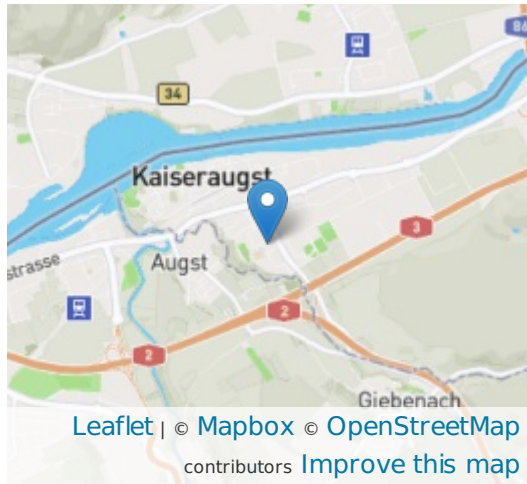 86
34
Kaiseraugst
3
strasse
Augst
2
2
Giebenach
Leaflet | © Mapbox © OpenStreetMap
contributors Improve this map